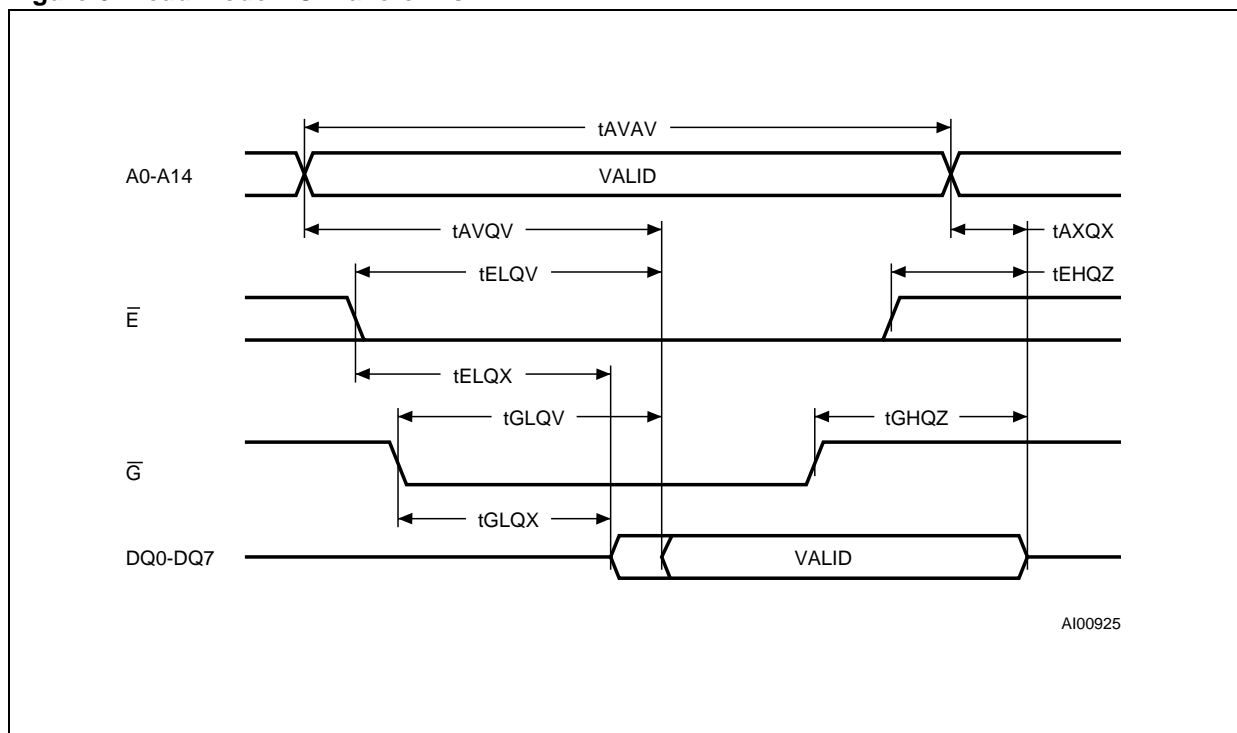 tAVAV
A0-A14
VALID
tAVQV
tAXQX
tELQV
tEHQZ
E̅
tELQX
tGLQV
tGHQZ
G̅
tGLQX
DQ0-DQ7
VALID
AI00925